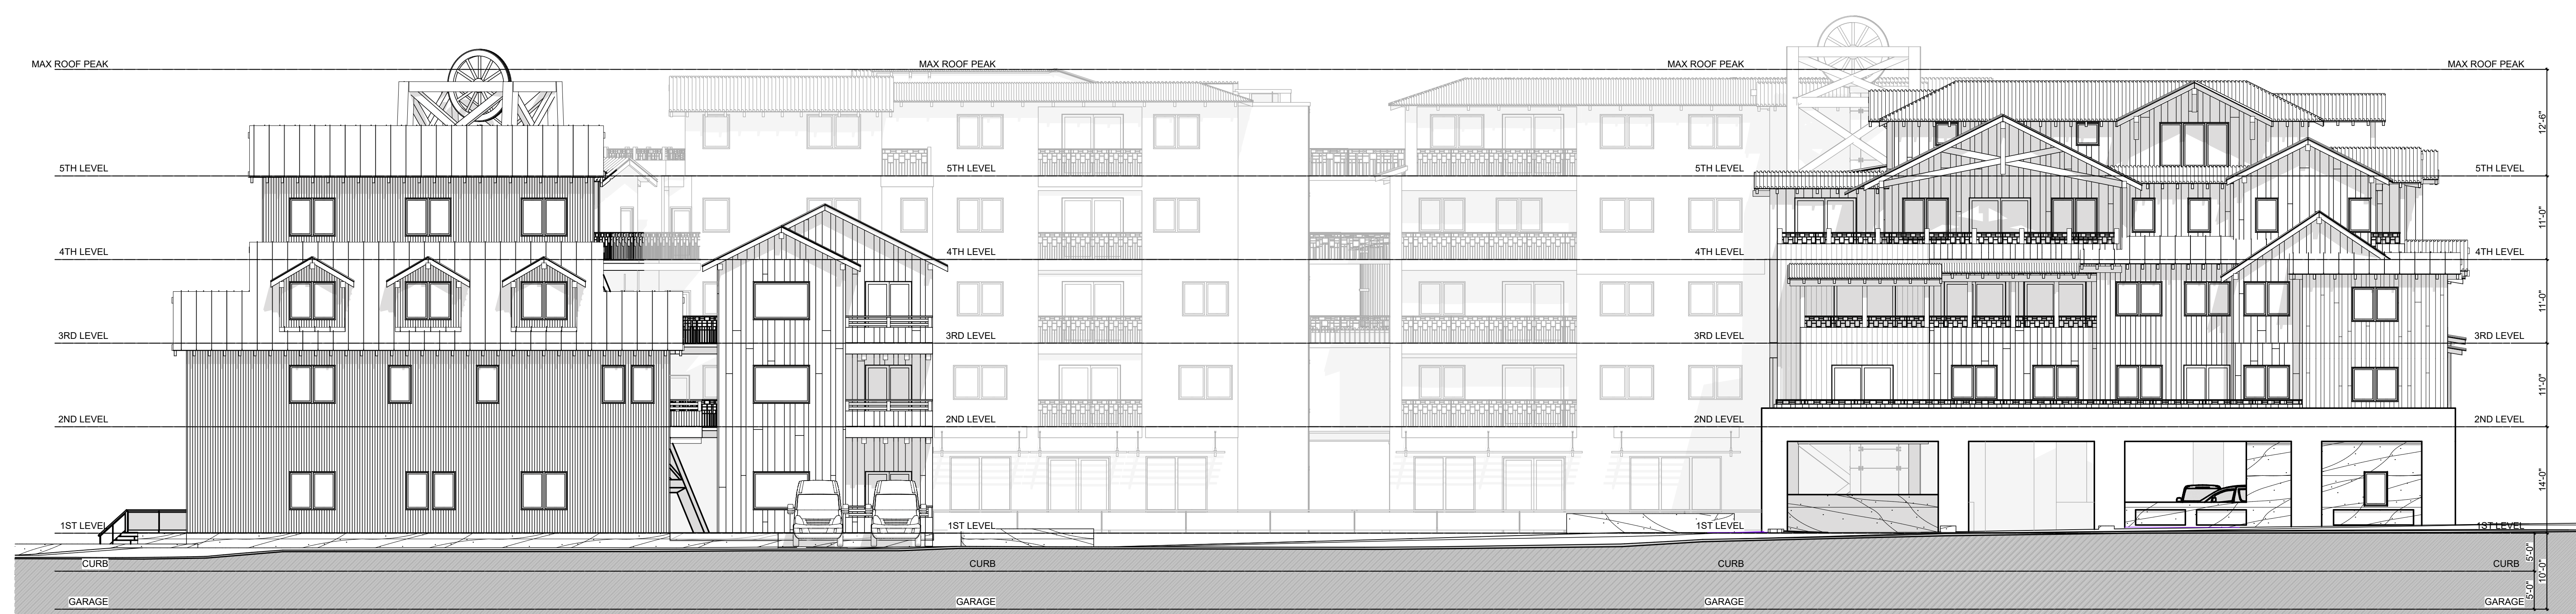 MAX ROOF PEAK MAX ROOF PEAK MAX ROOF PEAK MAX ROOF PEAK
12'-6"
5TH LEVEL 5TH LEVEL 5TH LEVEL 5TH LEVEL
11'-0"
4TH LEVEL 4TH LEVEL 4TH LEVEL 4TH LEVEL
11'-0"
3RD LEVEL 3RD LEVEL 3RD LEVEL 3RD LEVEL
11'-0"
2ND LEVEL 2ND LEVEL 2ND LEVEL 2ND LEVEL
14'-0"
1ST LEVEL 1ST LEVEL 1ST LEVEL 1ST LEVEL
5'-0"
CURB CURB CURB CURB
10'-0"
5'-0"
GARAGE GARAGE GARAGE GARAGE